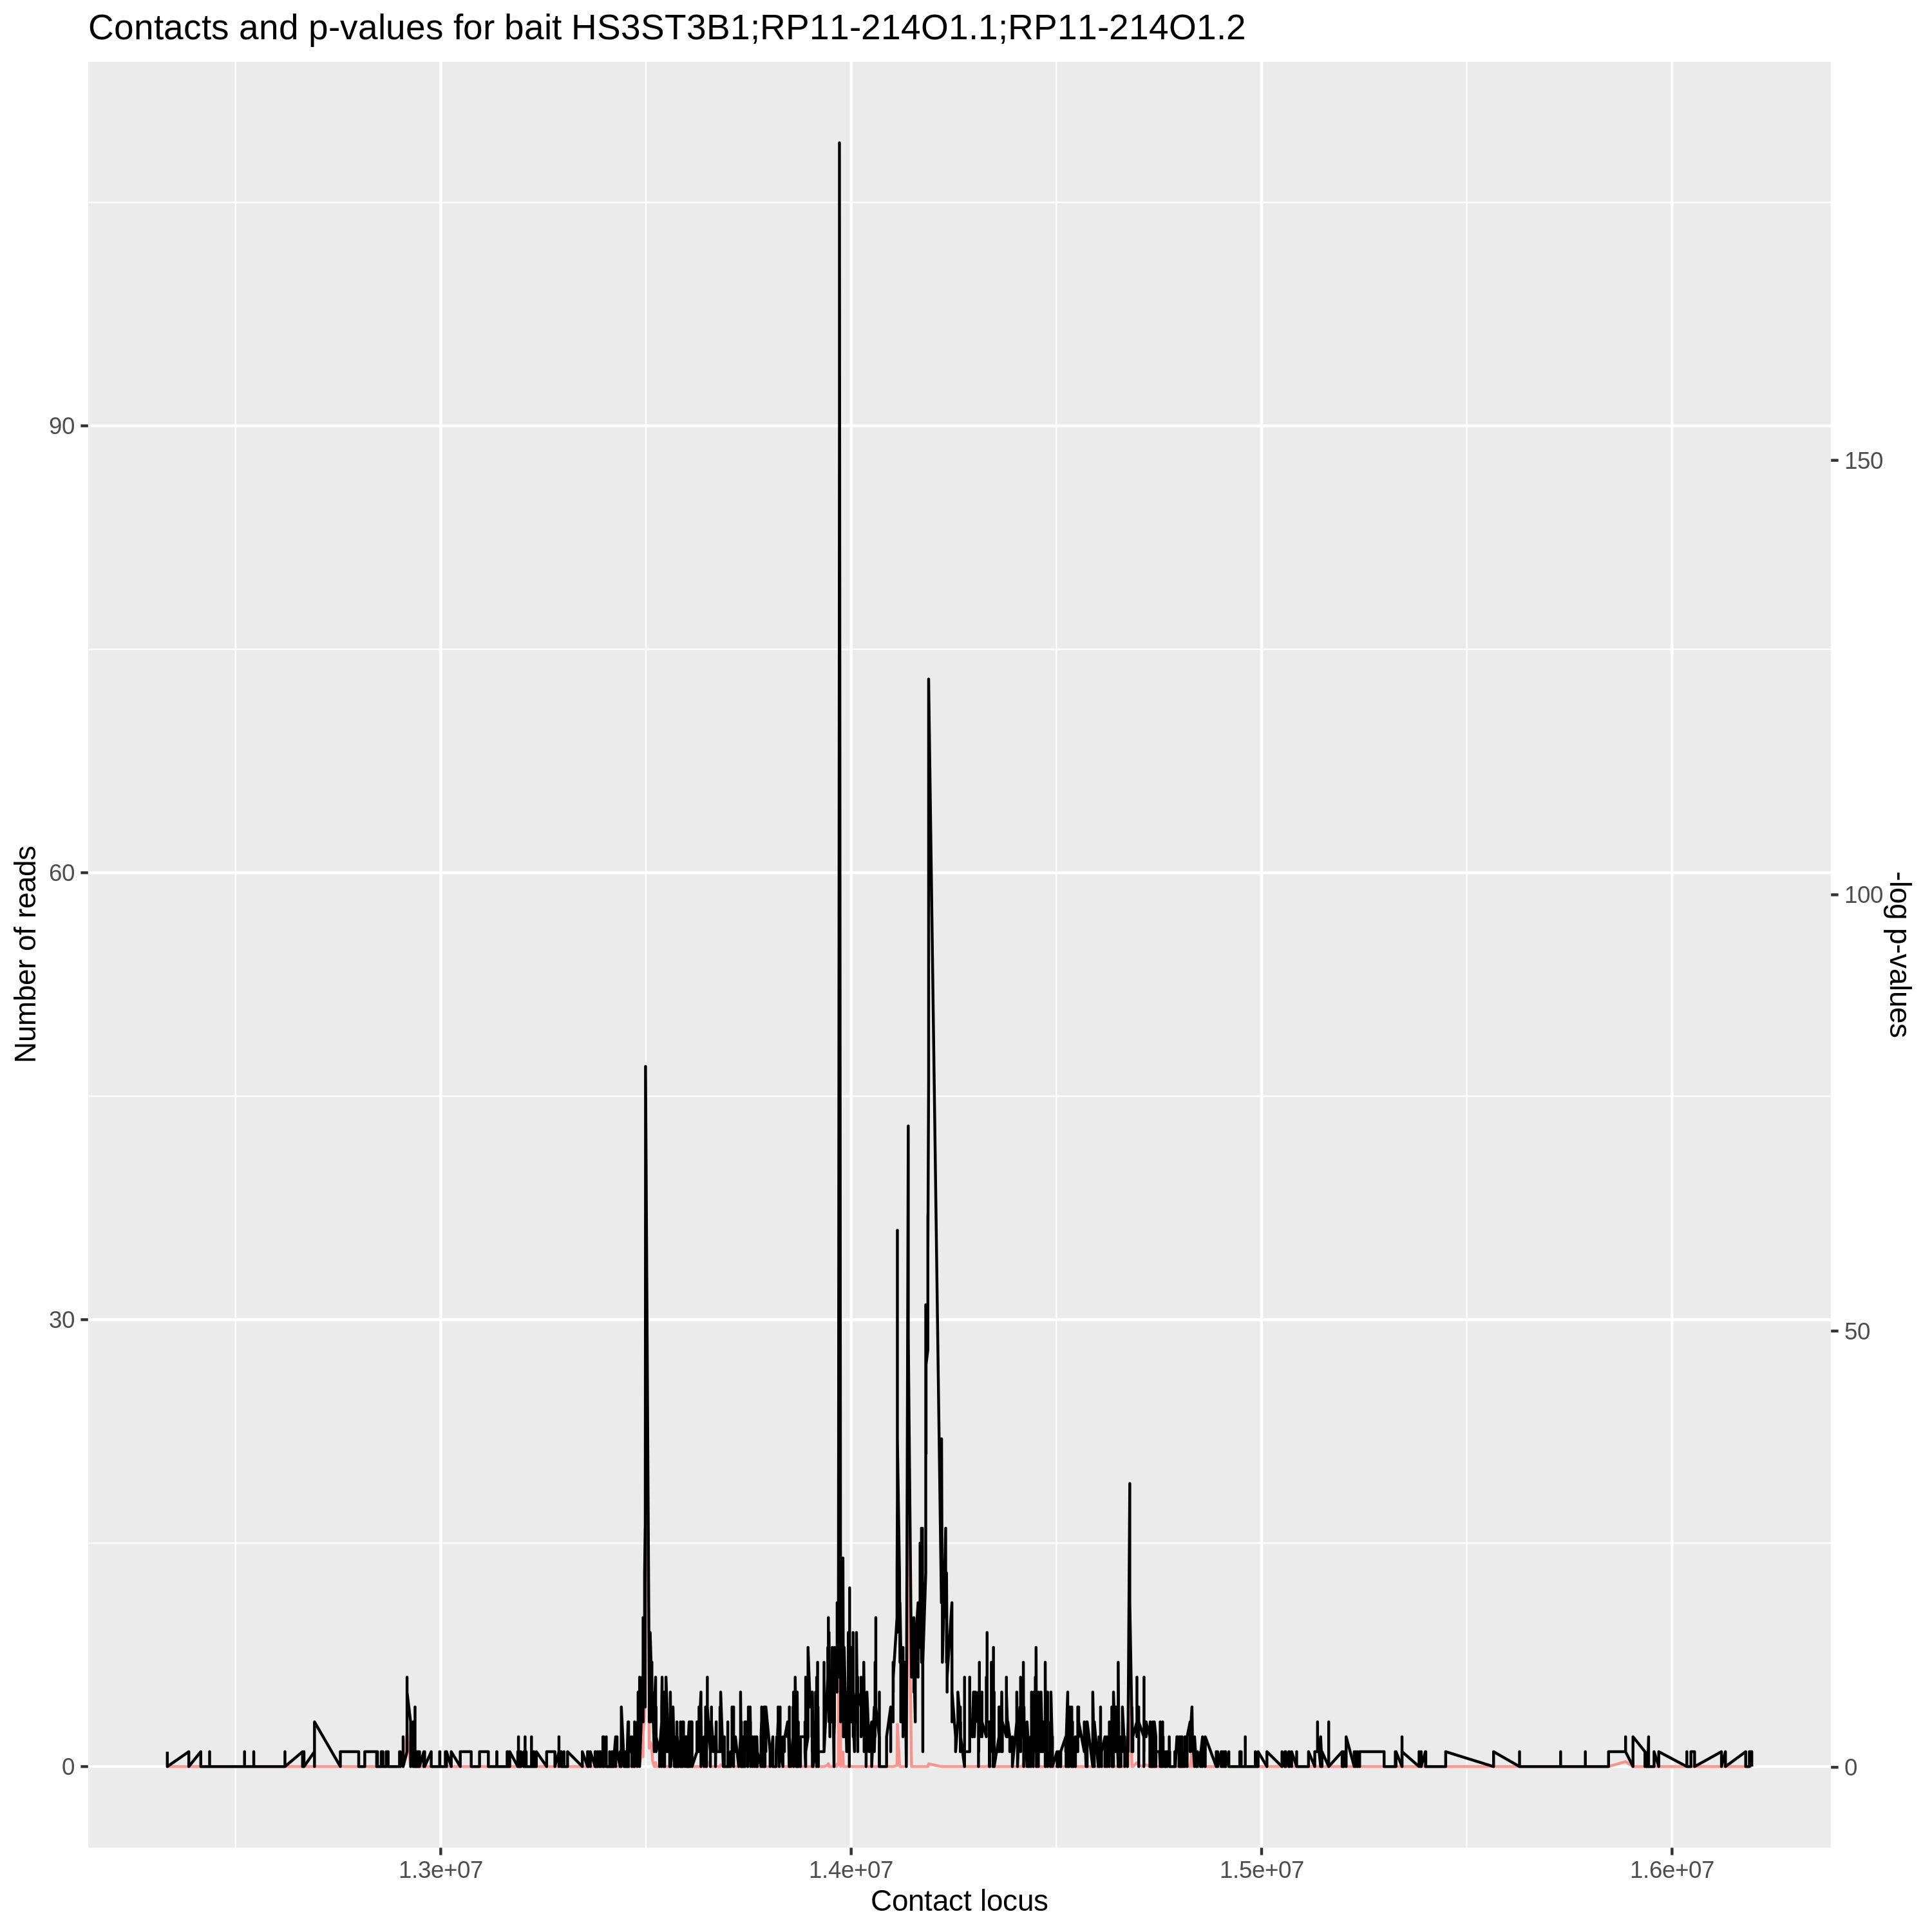 Contacts and p-values for bait HS3ST3B1;RP11-214O1.1;RP11-214O1.2
90
60
30
0
Number of reads
150
100
50
0
-log p-values
1.3e+07
1.4e+07
1.5e+07
1.6e+07
Contact locus